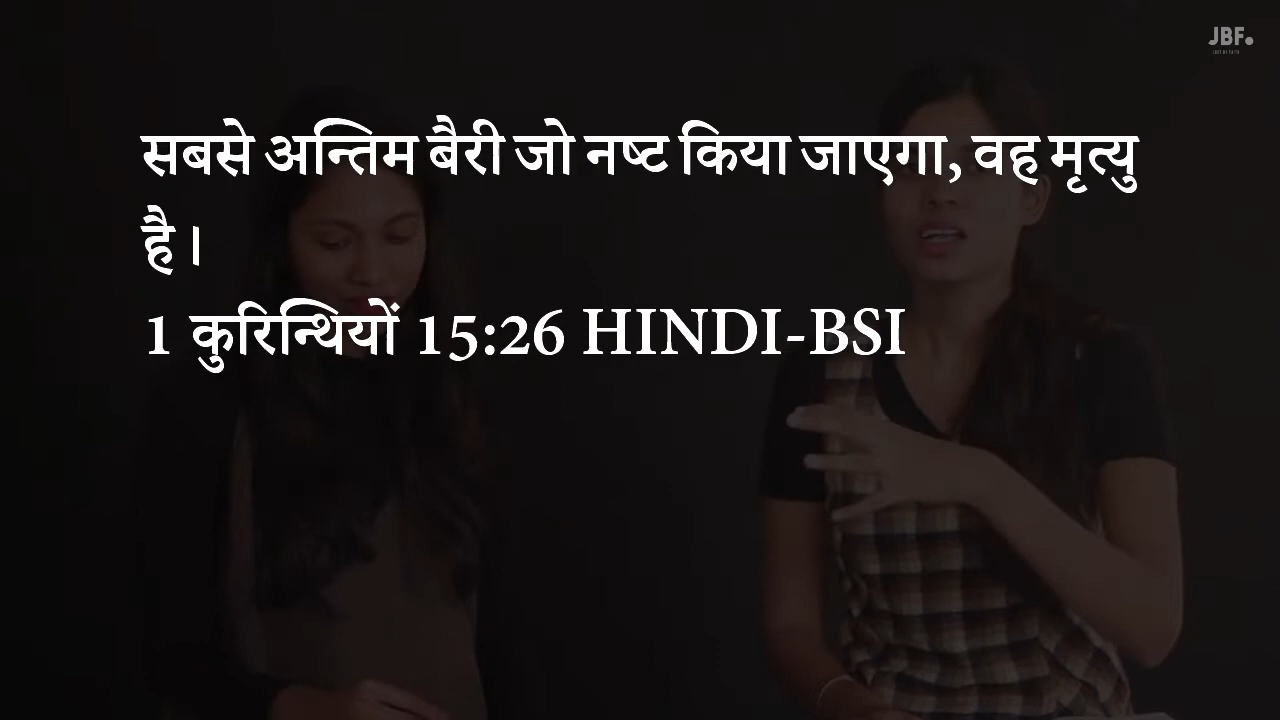 JBF.
सबसे अन्तिम बैरी जो नष्ट किया जाएगा, वह मृत्यु
है।
1 कुरिन्थियों 15:26 HINDI-BSI